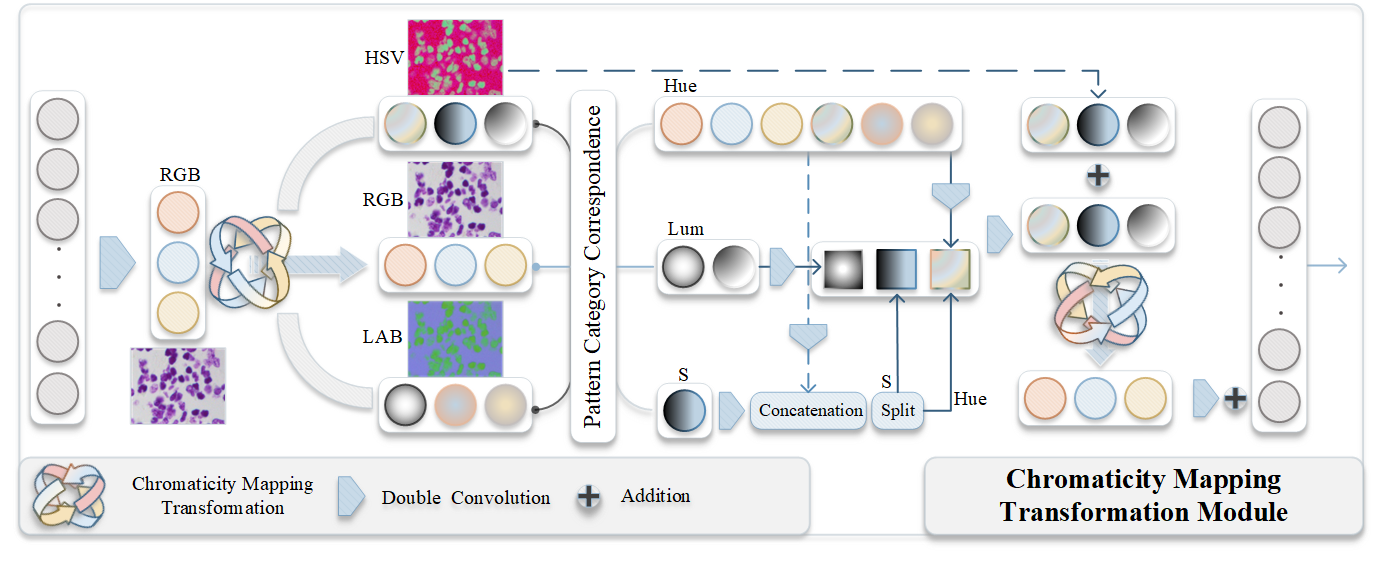 HSV
Hue
RGB
RGB
Pattern Category Correspondence
Lum
LAB
S
S
Concatenation
Split
Hue
Chromaticity Mapping
Transformation
Double Convolution
Addition
Chromaticity Mapping
Transformation Module